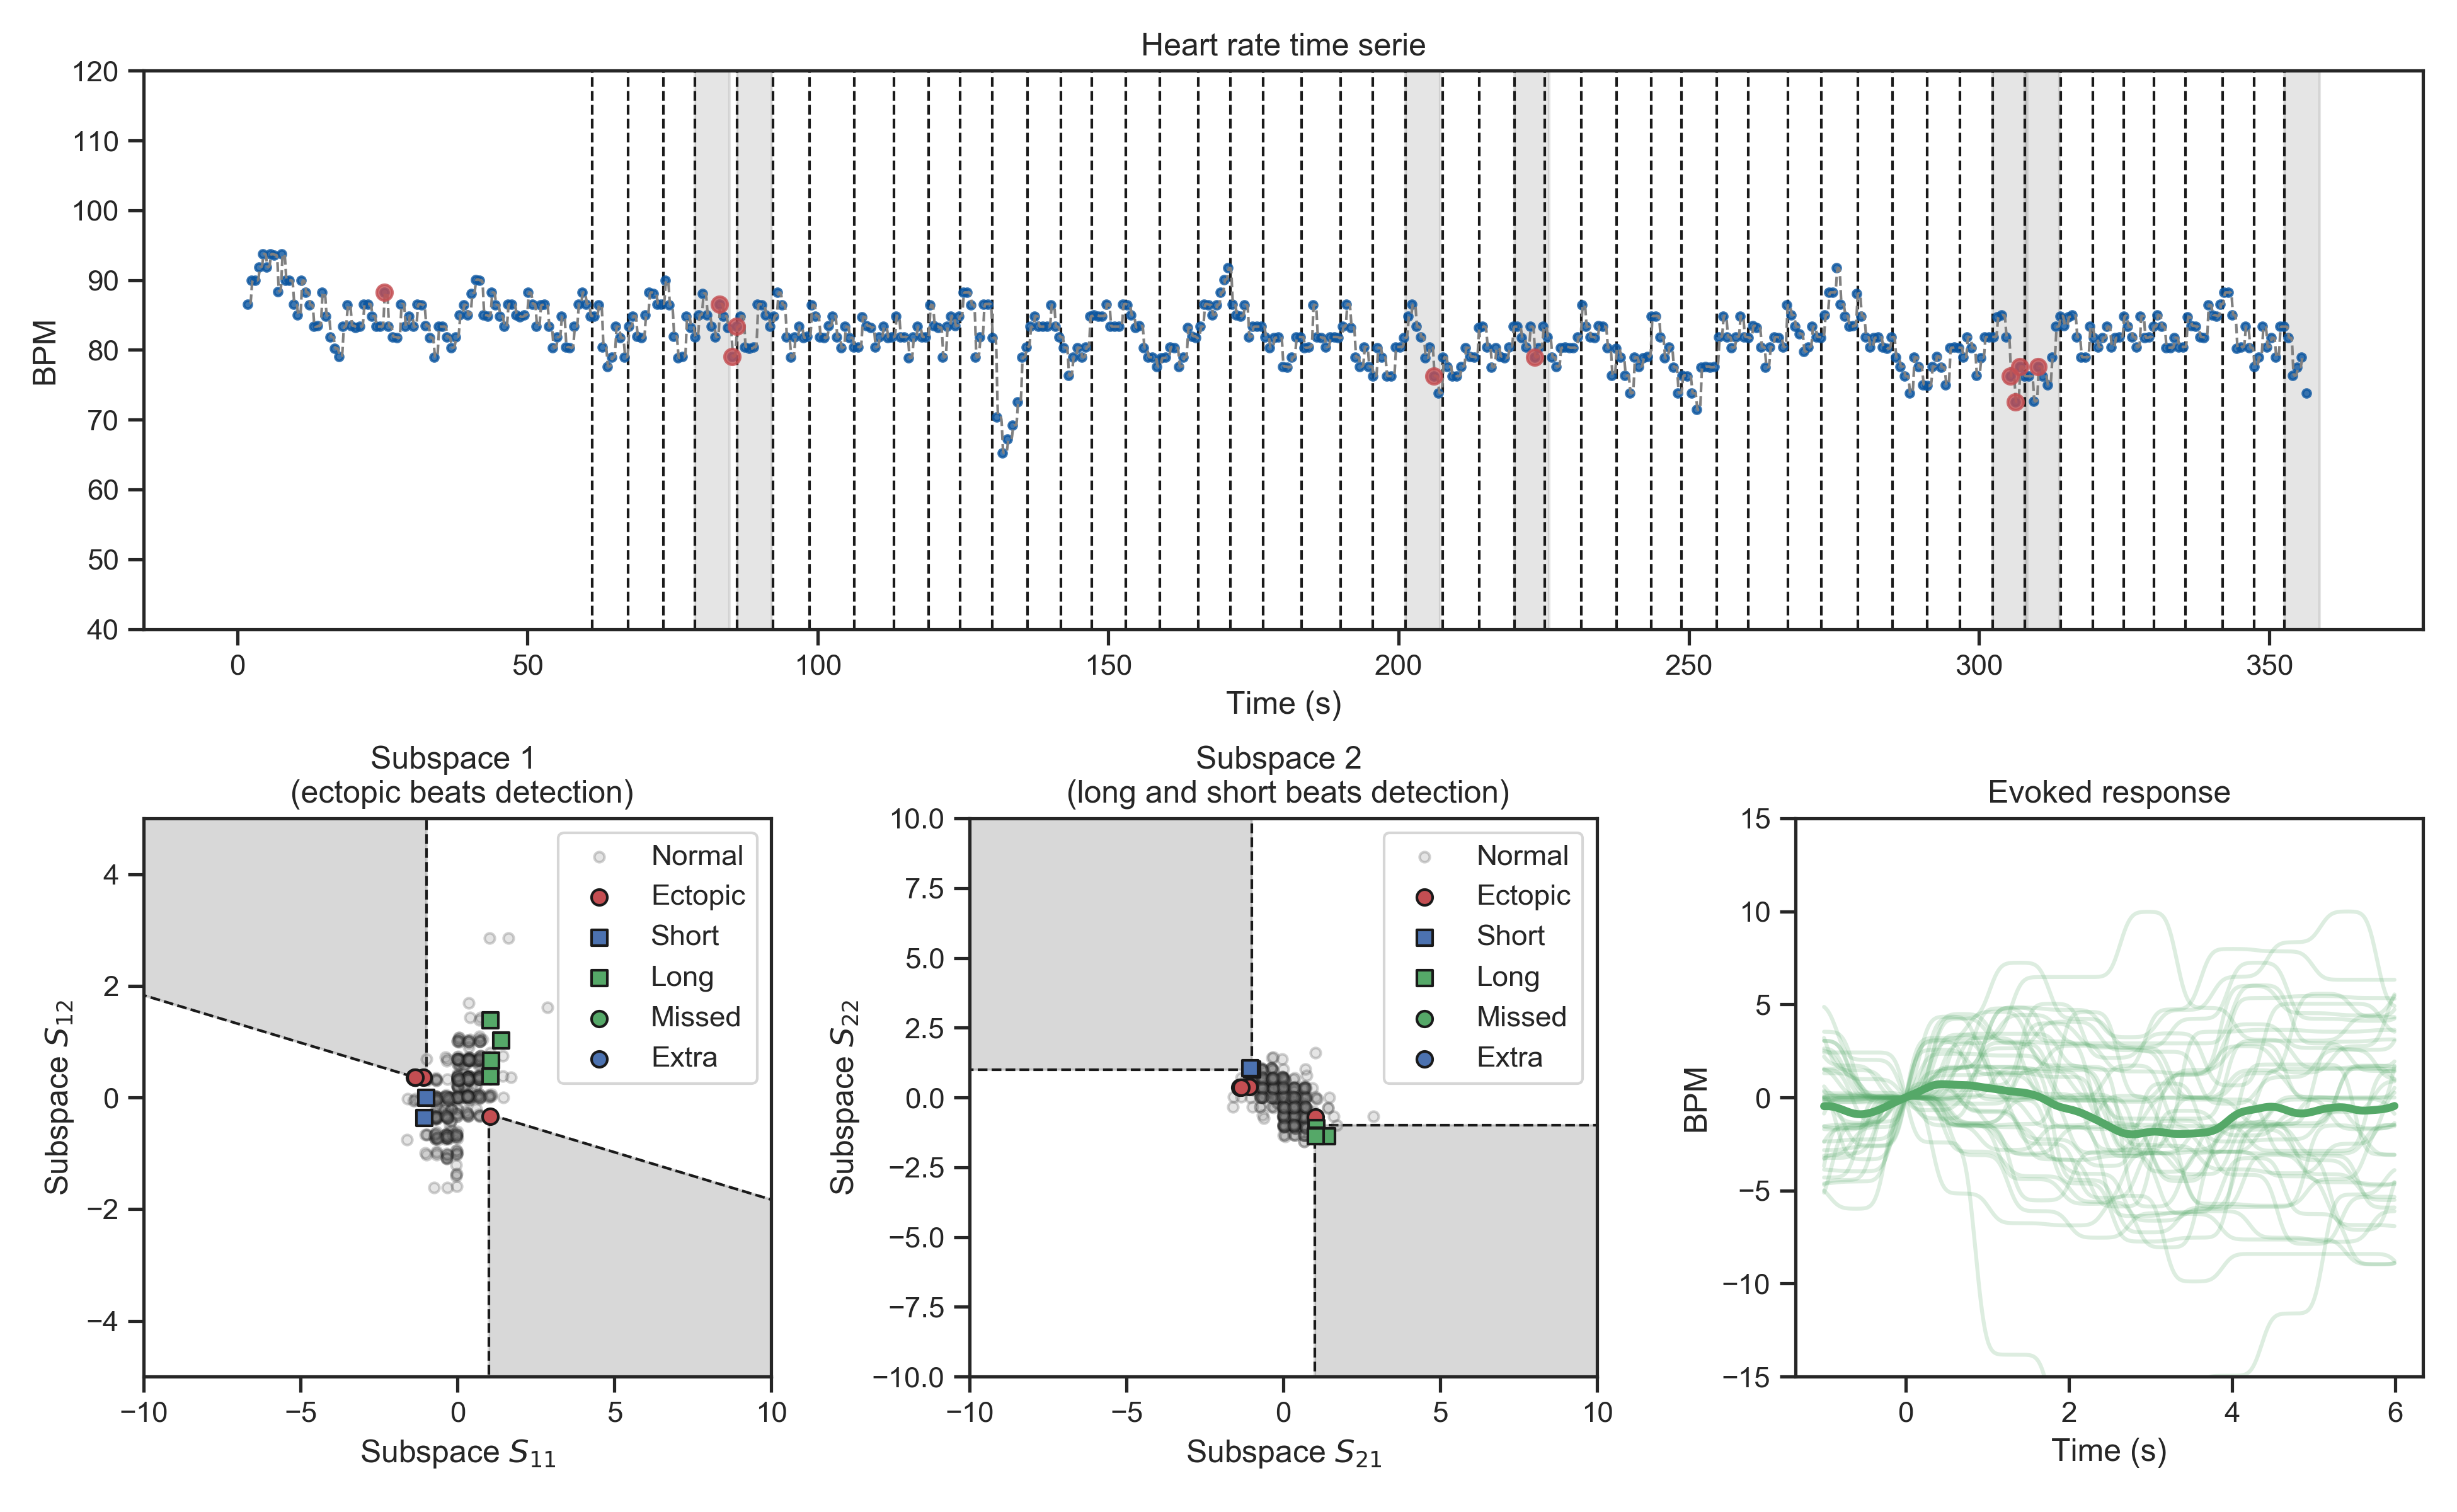 Heart rate time serie
120
110
100
90
80
70
60
50
40
BPM
0 50 100 150 200 250 300 350
Time (s)
Subspace 1
(ectopic beats detection)
4
2
0
−2
−4
Subspace S12
Normal
Ectopic
Short
Long
Missed
Extra
−10 −5 0 5 10
Subspace S11
Subspace 2
(long and short beats detection)
10.0
7.5
5.0
2.5
0.0
−2.5
−5.0
−7.5
−10.0
Subspace S22
Normal
Ectopic
Short
Long
Missed
Extra
−10 −5 0 5 10
Subspace S21
Evoked response
15
10
5
0
−5
−10
−15
BPM
0 2 4 6
Time (s)